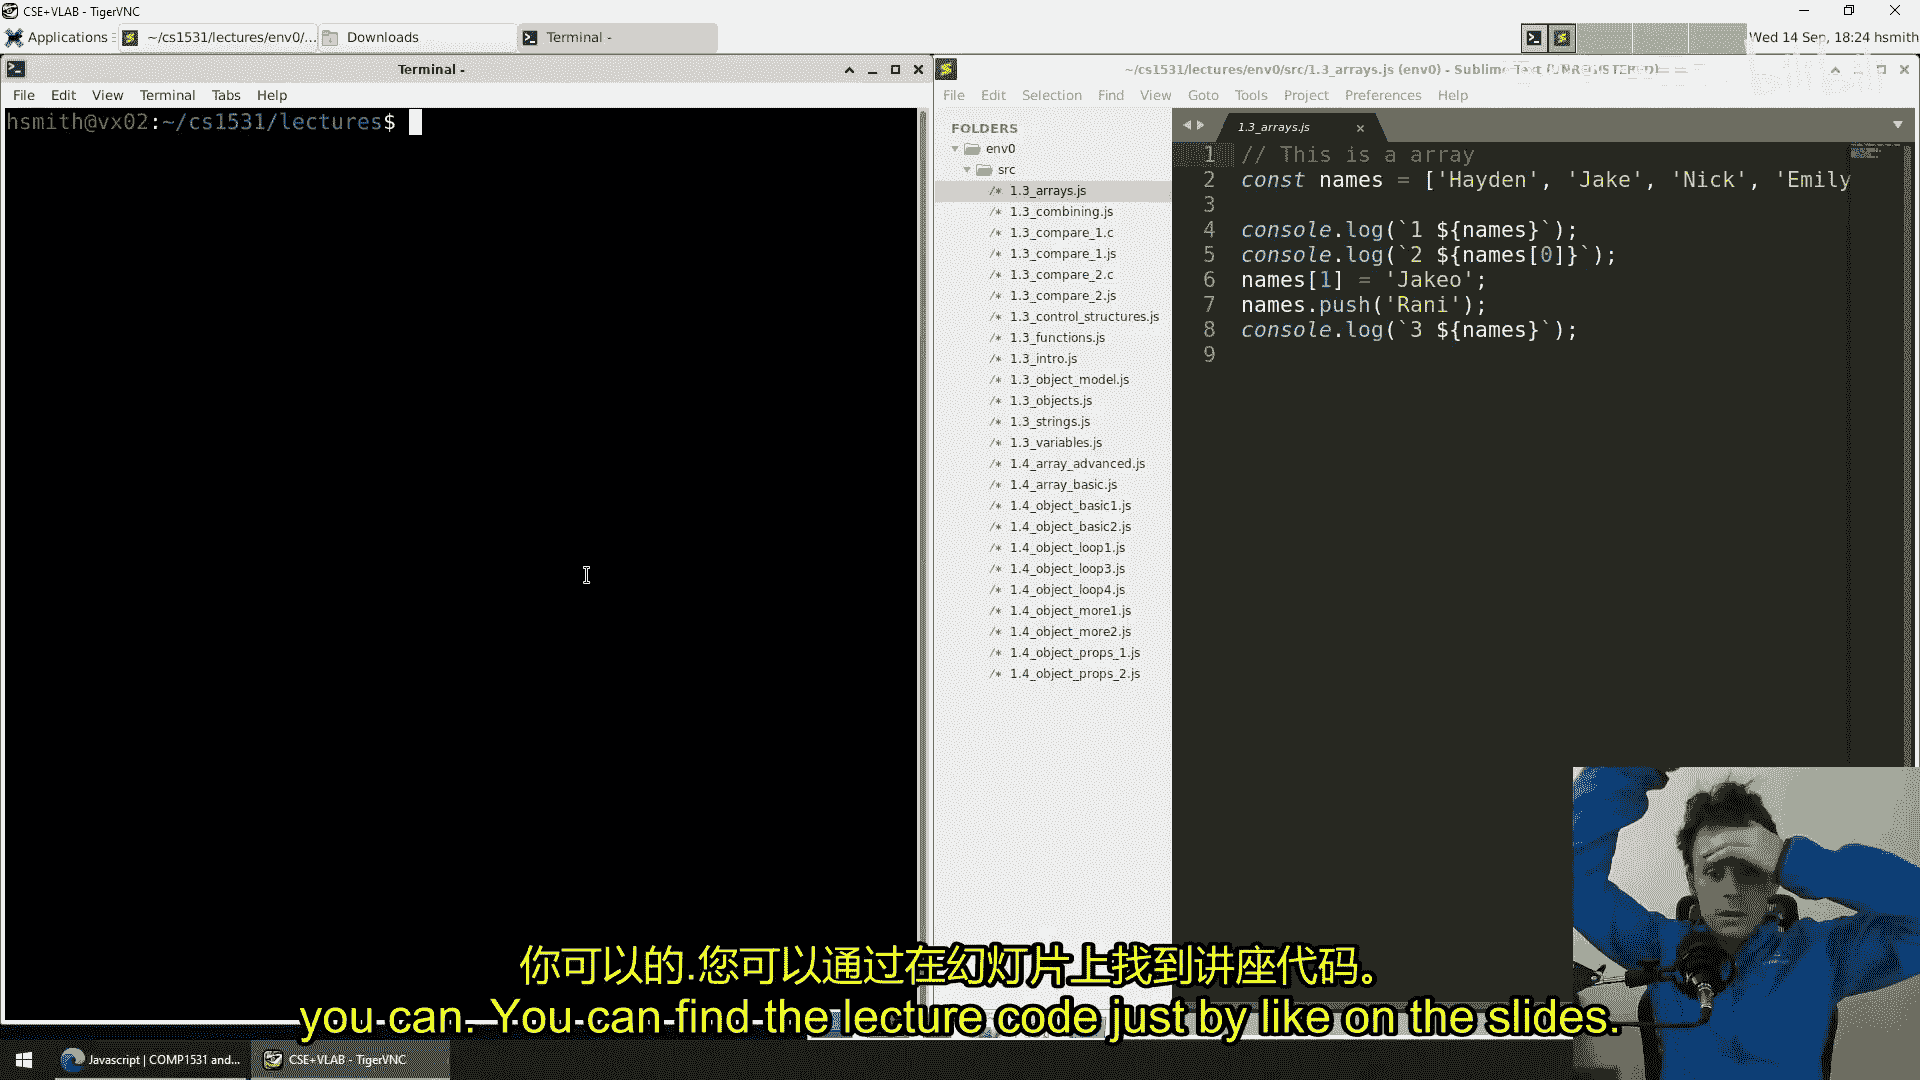 CSE+VLAB - TigerVNC
Applications
~/cs1531/lectures/env0/...
Downloads
Terminal -
Wed 14 Sep, 18:24 hsmith
Terminal -
File Edit View Terminal Tabs Help
hsmith@vx02:~/cs1531/lectures$
~/cs1531/lectures/env0/src/1.3_arrays.js (env0) - Sublime Text (UNREGISTERED)
File Edit Selection Find View Goto Tools Project Preferences Help
FOLDERS
env0
src
/* 1.3_arrays.js
/* 1.3_combining.js
/* 1.3_compare_1.c
/* 1.3_compare_1.js
/* 1.3_compare_2.c
/* 1.3_compare_2.js
/* 1.3_control_structures.js
/* 1.3_functions.js
/* 1.3_intro.js
/* 1.3_object_model.js
/* 1.3_objects.js
/* 1.3_strings.js
/* 1.3_variables.js
/* 1.4_array_advanced.js
/* 1.4_array_basic.js
/* 1.4_object_basic1.js
/* 1.4_object_basic2.js
/* 1.4_object_loop1.js
/* 1.4_object_loop3.js
/* 1.4_object_loop4.js
/* 1.4_object_more1.js
/* 1.4_object_more2.js
/* 1.4_object_props_1.js
/* 1.4_object_props_2.js
1.3_arrays.js
1 // This is a array
2 const names = ['Hayden', 'Jake', 'Nick', 'Emily
3
4 console.log(`1 ${names}`);
5 console.log(`2 ${names[0]}`);
6 names[1] = 'Jakeo';
7 names.push('Rani');
8 console.log(`3 ${names}`);
9
你可以的.您可以通过在幻灯片上找到讲座代码。
you can. You can find the lecture code just by like on the slides.
Javascript | COMP1531 and...
CSE+VLAB - TigerVNC